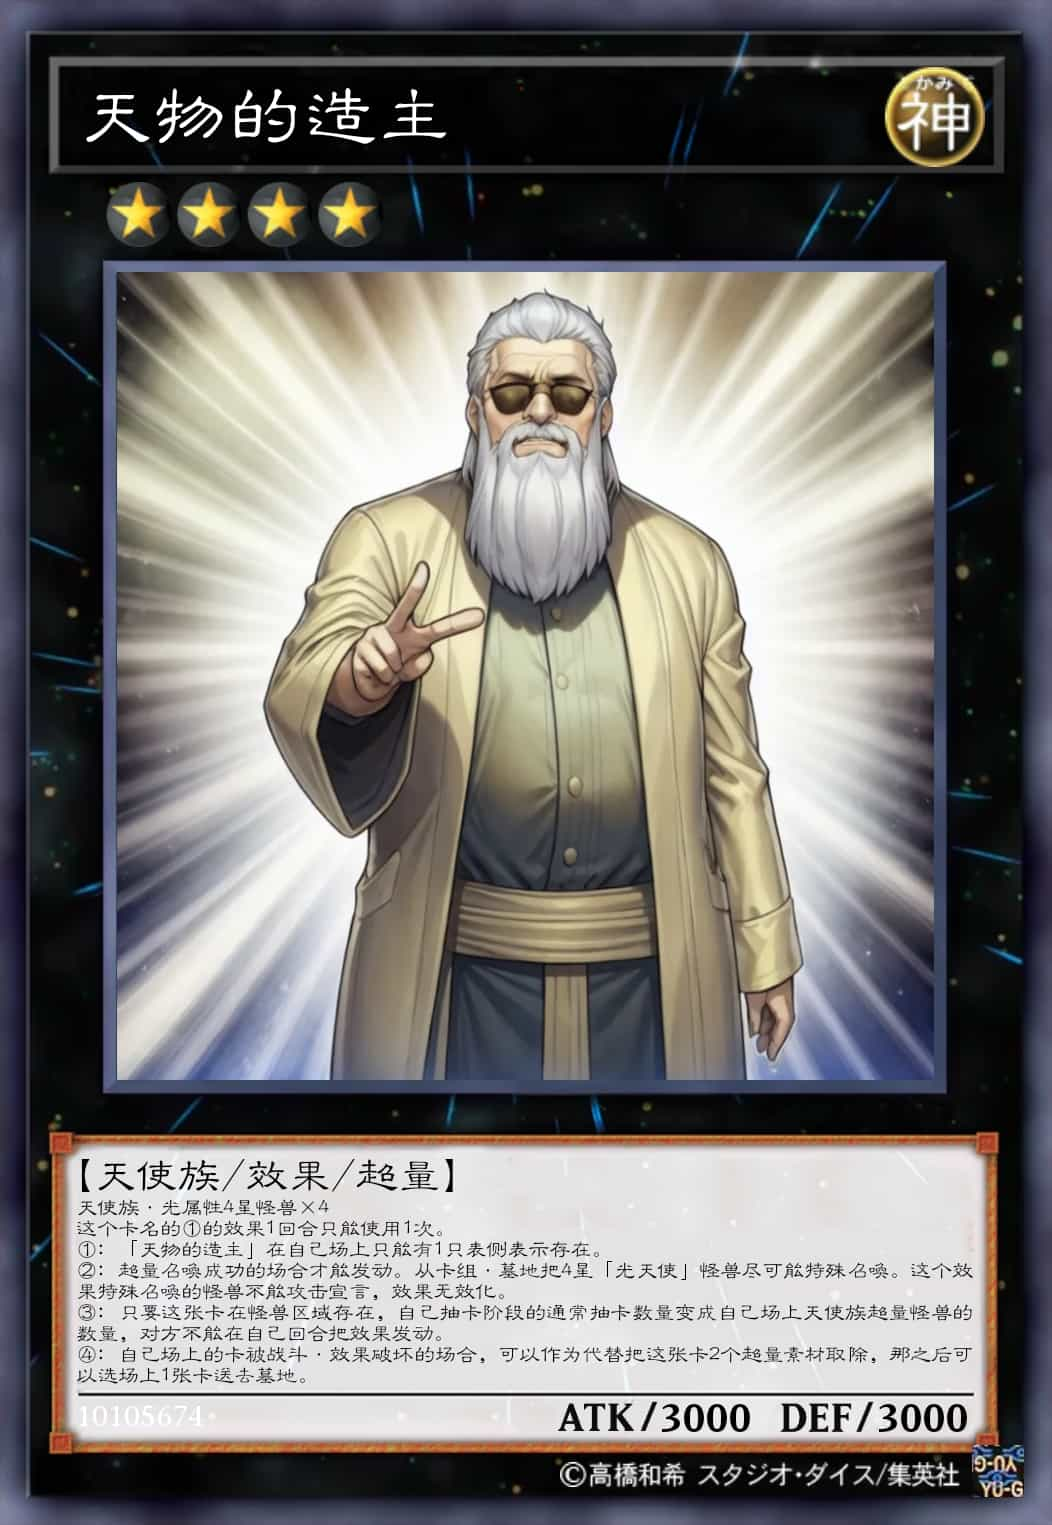 天物的造主
かみ
神
【天使族/效果/超量】
天使族·光属性4星怪兽×4
这个卡名的①的效果1回合只能使用1次。
①：「天物的造主」在自己场上只能有1只表侧表示存在。
②：超量召唤成功的场合才能发动。从卡组·墓地把4星「光天使」怪兽尽可能特殊召唤。这个效
果特殊召唤的怪兽不能攻击宣言，效果无效化。
③：只要这张卡在怪兽区域存在，自己抽卡阶段的通常抽卡数量变成自己场上天使族超量怪兽的
数量，对方不能在自己回合把效果发动。
④：自己场上的卡被战斗·效果破坏的场合，可以作为代替把这张卡2个超量素材取除，那之后可
以选场上1张卡送去墓地。
10105674
ATK/3000 DEF/3000
©高橋和希 スタジオ·ダイス/集英社
YU-G